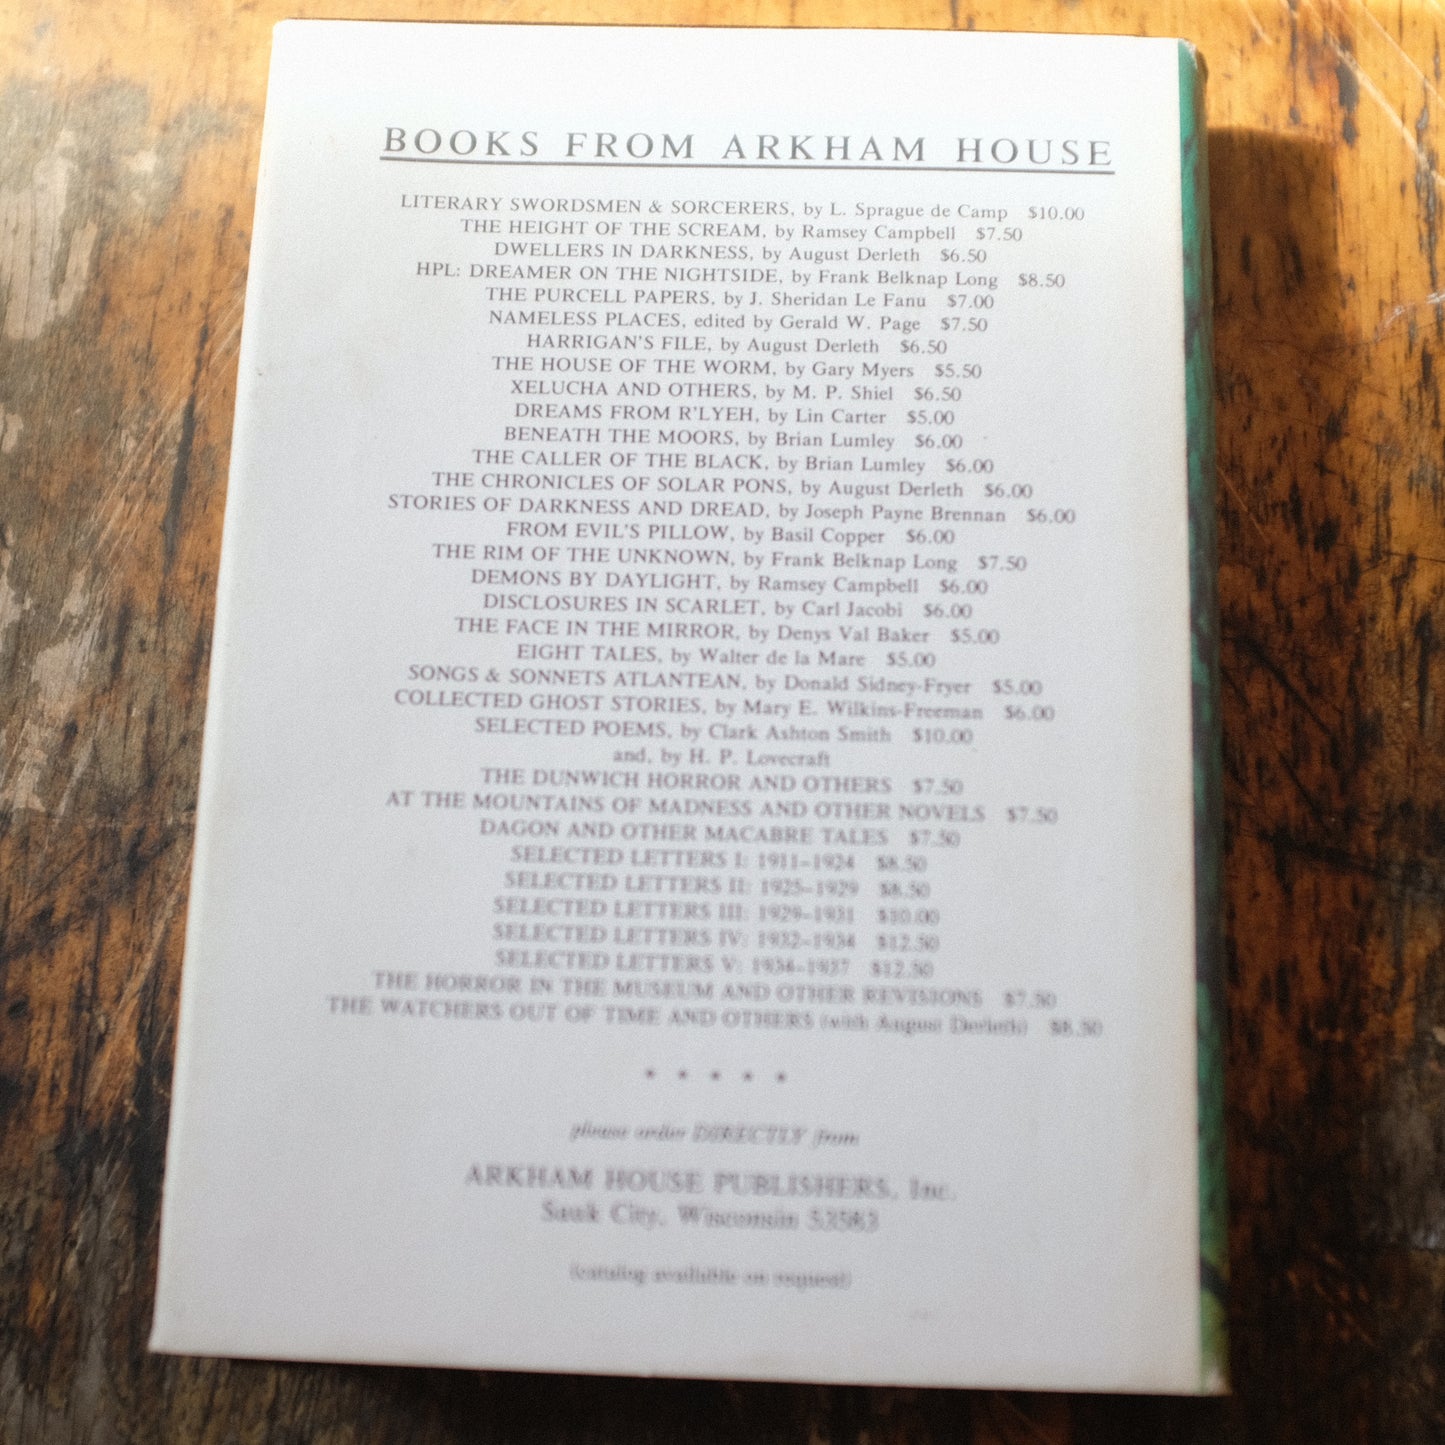 BOOKS FROM ARKHAM HOUSE
LITERARY SWORDSMEN & SORCERERS, by L. Sprague de Camp $10.00
THE HEIGHT OF THE SCREAM, by Ramsey Campbell $7.50
DWELLERS IN DARKNESS, by August Derleth $6.50
HPL: DREAMER ON THE NIGHTSIDE, by Frank Belknap Long $8.50
THE PURCELL PAPERS, by J. Sheridan Le Fanu $7.00
NAMELESS PLACES, edited by Gerald W. Page $7.50
HARRIGAN'S FILE, by August Derleth $6.50
THE HOUSE OF THE WORM, by Gary Myers $5.50
XELUCHA AND OTHERS, by M. P. Shiel $6.50
DREAMS FROM R'LYEH, by Lin Carter $5.00
BENEATH THE MOORS, by Brian Lumley $6.00
THE CALLER OF THE BLACK, by Brian Lumley $6.00
THE CHRONICLES OF SOLAR PONS, by August Derleth $6.00
STORIES OF DARKNESS AND DREAD, by Joseph Payne Brennan $6.00
FROM EVIL'S PILLOW, by Basil Copper $6.00
THE RIM OF THE UNKNOWN, by Frank Belknap Long $7.50
DEMONS BY DAYLIGHT, by Ramsey Campbell $6.00
DISCLOSURES IN SCARLET, by Carl Jacobi $6.00
THE FACE IN THE MIRROR, by Denys Val Baker $5.00
EIGHT TALES, by Walter de la Mare $5.00
SONGS & SONNETS ATLANTEAN, by Donald Sidney-Fryer $5.00
COLLECTED GHOST STORIES, by Mary E. Wilkins-Freeman $6.00
SELECTED POEMS, by Clark Ashton Smith $10.00
and, by H. P. Lovecraft
THE DUNWICH HORROR AND OTHERS $7.50
AT THE MOUNTAINS OF MADNESS AND OTHER NOVELS $7.50
DAGON AND OTHER MACABRE TALES $7.50
SELECTED LETTERS I: 1911-1924 $8.50
SELECTED LETTERS II: 1925-1929 $8.50
SELECTED LETTERS III: 1929-1931 $10.00
SELECTED LETTERS IV: 1932-1934 $12.50
SELECTED LETTERS V: 1934-1937 $12.50
THE HORROR IN THE MUSEUM AND OTHER REVISIONS $7.50
THE WATCHERS OUT OF TIME AND OTHERS (with August Derleth) $8.50
* * * * *
please order DIRECTLY from
ARKHAM HOUSE PUBLISHERS, Inc.
Sauk City, Wisconsin 53583
(catalog available on request)